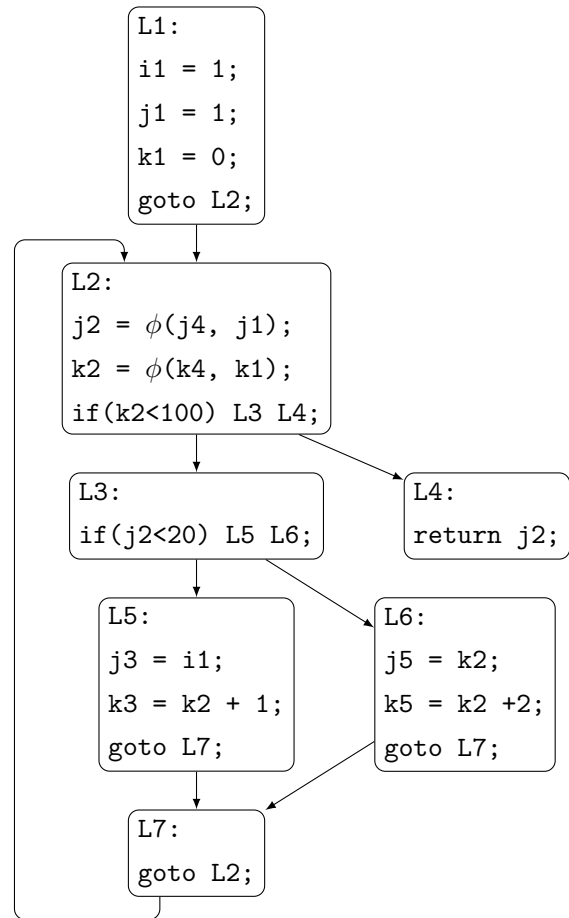 L1:
i1 = 1;
j1 = 1;
k1 = 0;
goto L2;
L2:
j2 = ϕ(j4, j1);
k2 = ϕ(k4, k1);
if(k2<100) L3 L4;
L3:
if(j2<20) L5 L6;
L4:
return j2;
L5:
j3 = i1;
k3 = k2 + 1;
goto L7;
L6:
j5 = k2;
k5 = k2 +2;
goto L7;
L7:
goto L2;